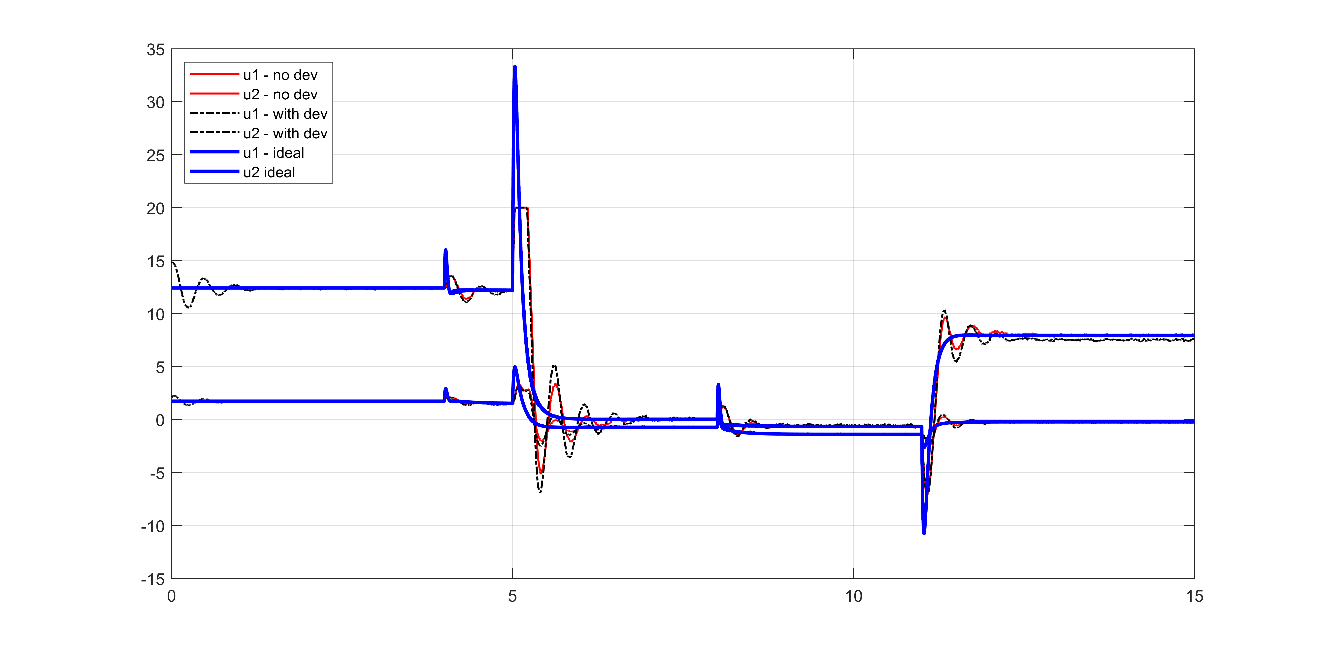 35
30
25
20
15
10
5
0
-5
-10
-15
u1 - no dev
u2 - no dev
u1 - with dev
u2 - with dev
u1 - ideal
u2 ideal
0 5 10 15